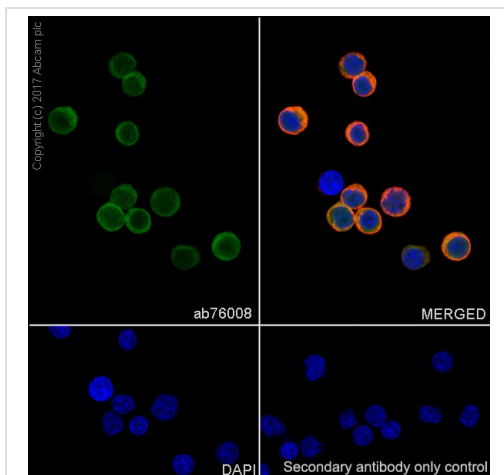 Copyright (c) 2017 Abcam plc
ab76008
MERGED
DAPI
Secondary antibody only control